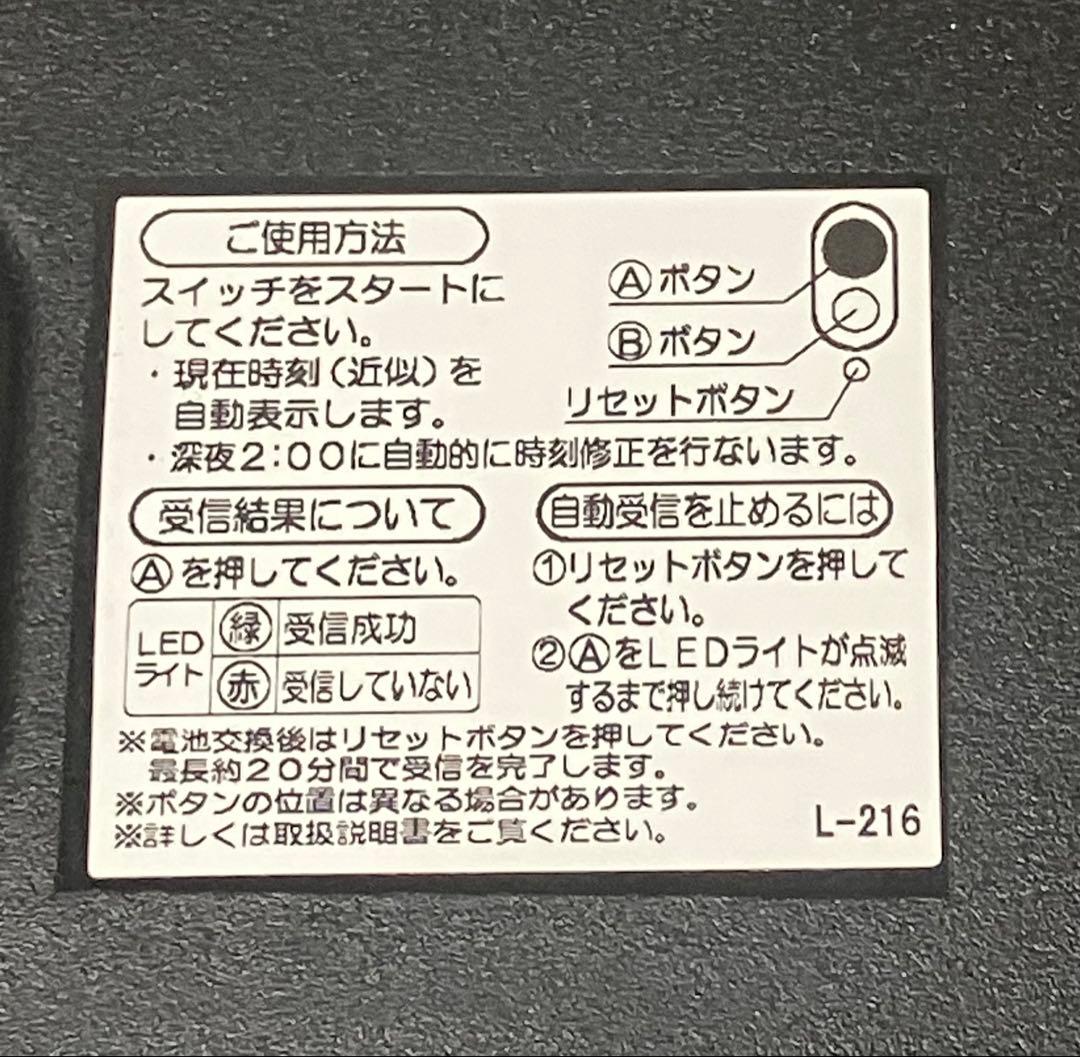 ご使用方法
スイッチをスタートに
してください。
・現在時刻(近似)を
自動表示します。
・深夜2:00に自動的に時刻修正を行ないます。
Ⓐボタン
Ⓑボタン
リセットボタン
受信結果について
Ⓐを押してください。
LED
ライト
緑 受信成功
赤 受信していない
自動受信を止めるには
①リセットボタンを押して
ください。
②ⒶをLEDライトが点滅
するまで押し続けてください。
※電池交換後はリセットボタンを押してください。
最長約20分間で受信を完了します。
※ボタンの位置は異なる場合があります。
※詳しくは取扱説明書をご覧ください。
L-216